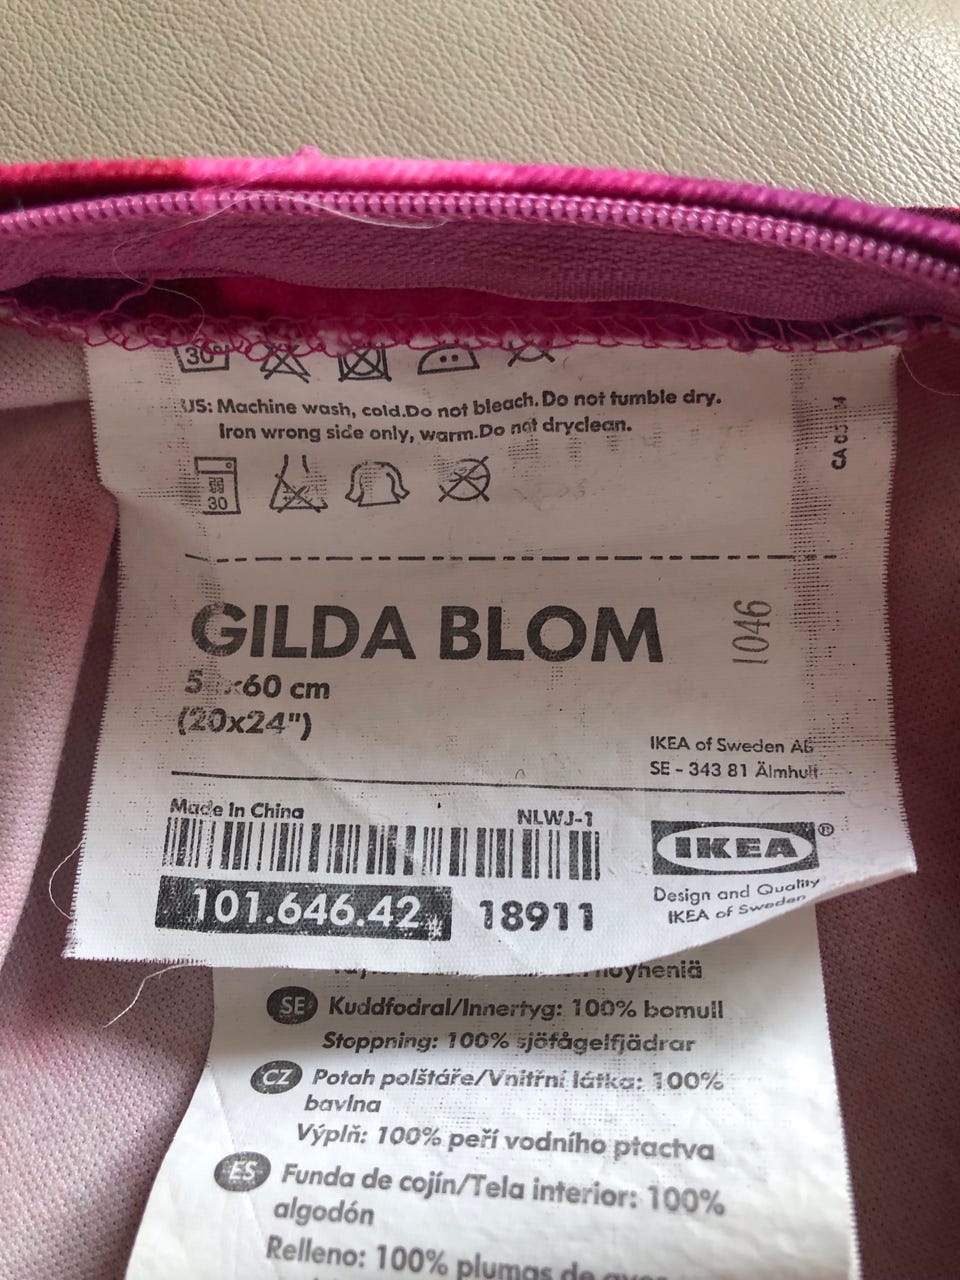 30°
US: Machine wash, cold.Do not bleach.Do not tumble dry.
Iron wrong side only, warm.Do not dryclean.
弱
30
CA
GILDA BLOM
1046
60 cm
(20x24")
IKEA of Sweden AB
SE - 343 81 Älmhult
Made in China
NLWJ-1
IKEA®
101.646.42
18911
Design and Quality
IKEA of Sweden
SE Kuddfodral/Innertyg: 100% bomull
Stoppning: 100% sjöfågelfjädrar
CZ Potah polštáře/Vnitřní látka: 100%
bavlna
Výplň: 100% peří vodního ptactva
ES Funda de cojín/Tela interior: 100%
algodón
Relleno: 100% plumas de